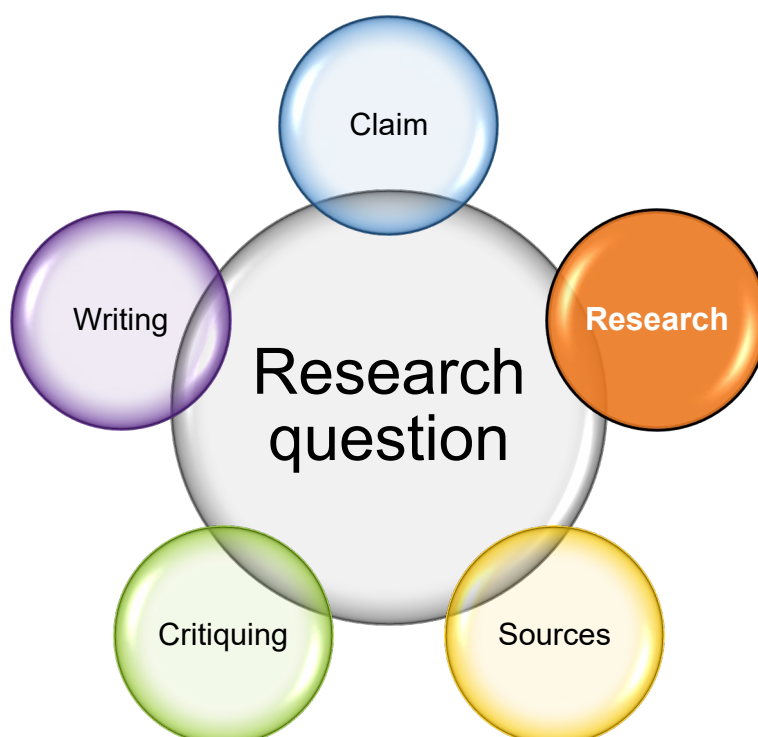 Claim
Writing
Research
Research
question
Critiquing
Sources